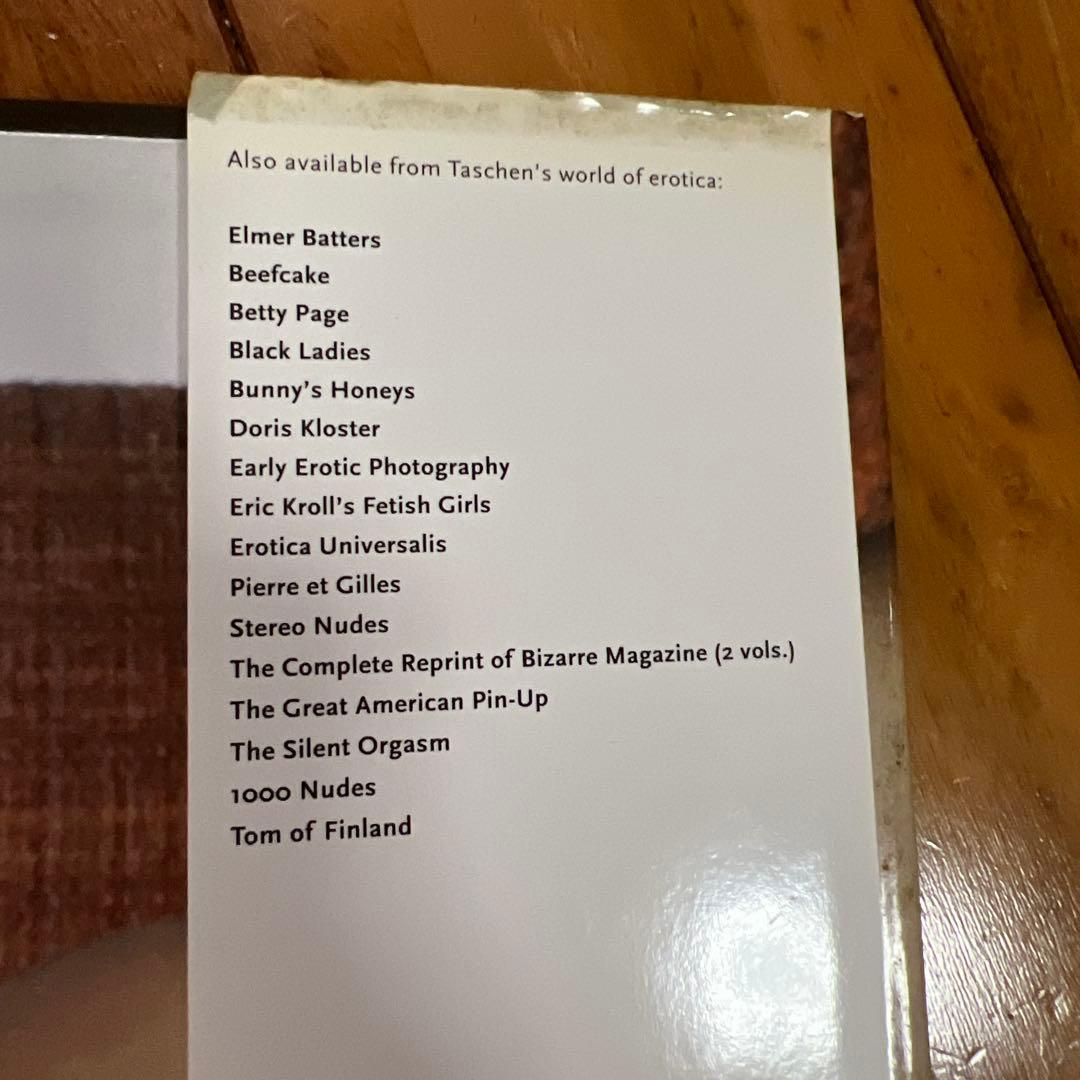 Also available from Taschen's world of erotica:
Elmer Batters
Beefcake
Betty Page
Black Ladies
Bunny's Honeys
Doris Kloster
Early Erotic Photography
Eric Kroll's Fetish Girls
Erotica Universalis
Pierre et Gilles
Stereo Nudes
The Complete Reprint of Bizarre Magazine (2 vols.)
The Great American Pin-Up
The Silent Orgasm
1000 Nudes
Tom of Finland